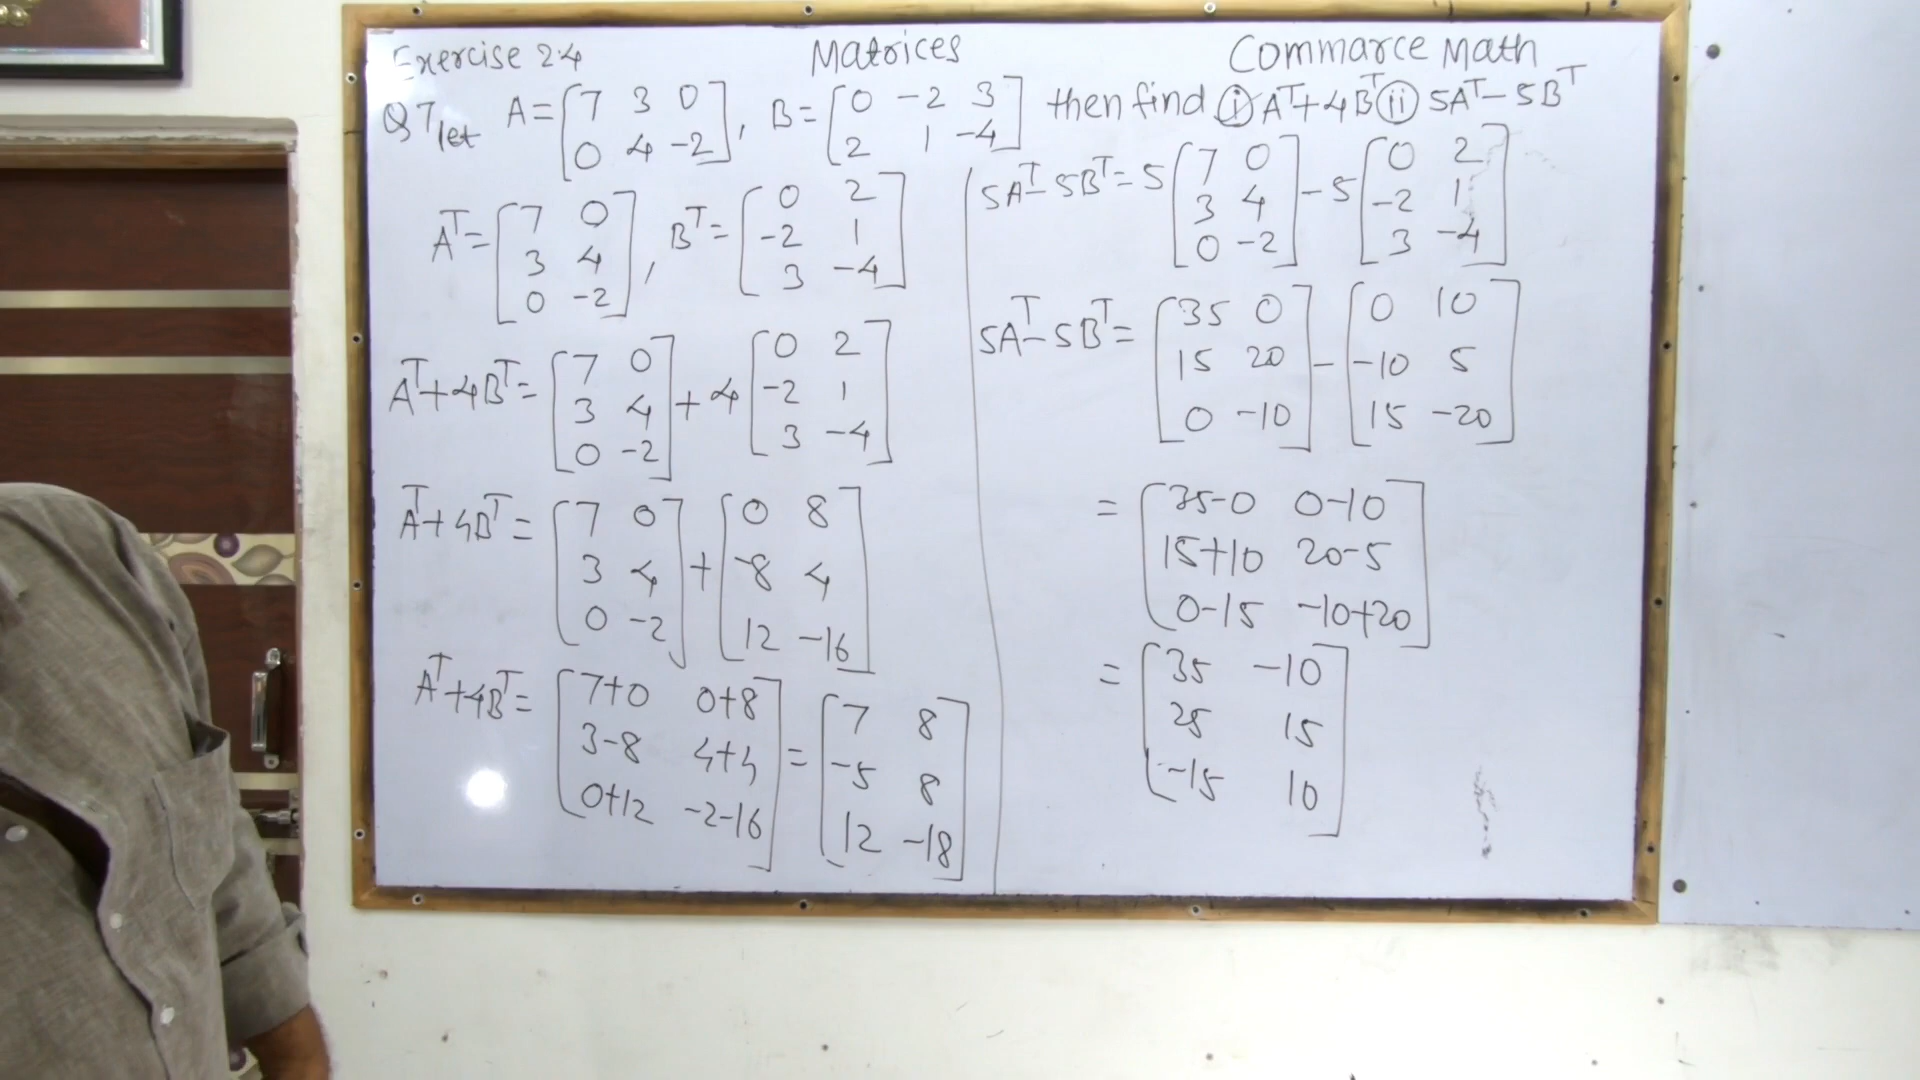 Exercise 2.4 Matrices Commarce Math
Q7 let A = [7 3 0; 0 4 -2], B = [0 -2 3; 2 1 -4] then find (i) A^T+4B^T (ii) 5A^T-5B^T
A^T = [7 0; 3 4; 0 -2], B^T = [0 2; -2 1; 3 -4]
A^T+4B^T = [7 0; 3 4; 0 -2] + 4 [0 2; -2 1; 3 -4]
A^T+4B^T = [7 0; 3 4; 0 -2] + [0 8; -8 4; 12 -16]
A^T+4B^T = [7+0 0+8; 3-8 4+4; 0+12 -2-16] = [7 8; -5 8; 12 -18]
5A^T-5B^T = 5 [7 0; 3 4; 0 -2] - 5 [0 2; -2 1; 3 -4]
5A^T-5B^T = [35 0; 15 20; 0 -10] - [0 10; -10 5; 15 -20]
= [35-0 0-10; 15+10 20-5; 0-15 -10+20]
= [35 -10; 25 15; -15 10]